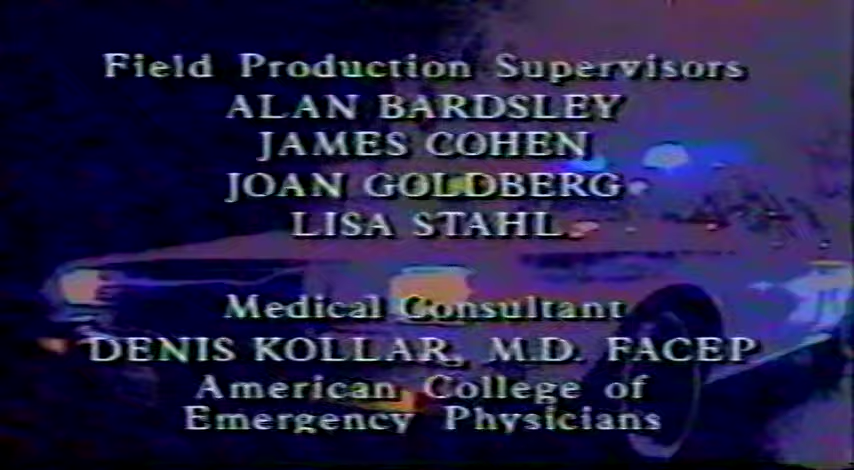 Field Production Supervisors
ALAN BARDSLEY
JAMES COHEN
JOAN GOLDBERG
LISA STAHL
Medical Consultant
DENIS KOLLAR, M.D. FACEP
American College of
Emergency Physicians